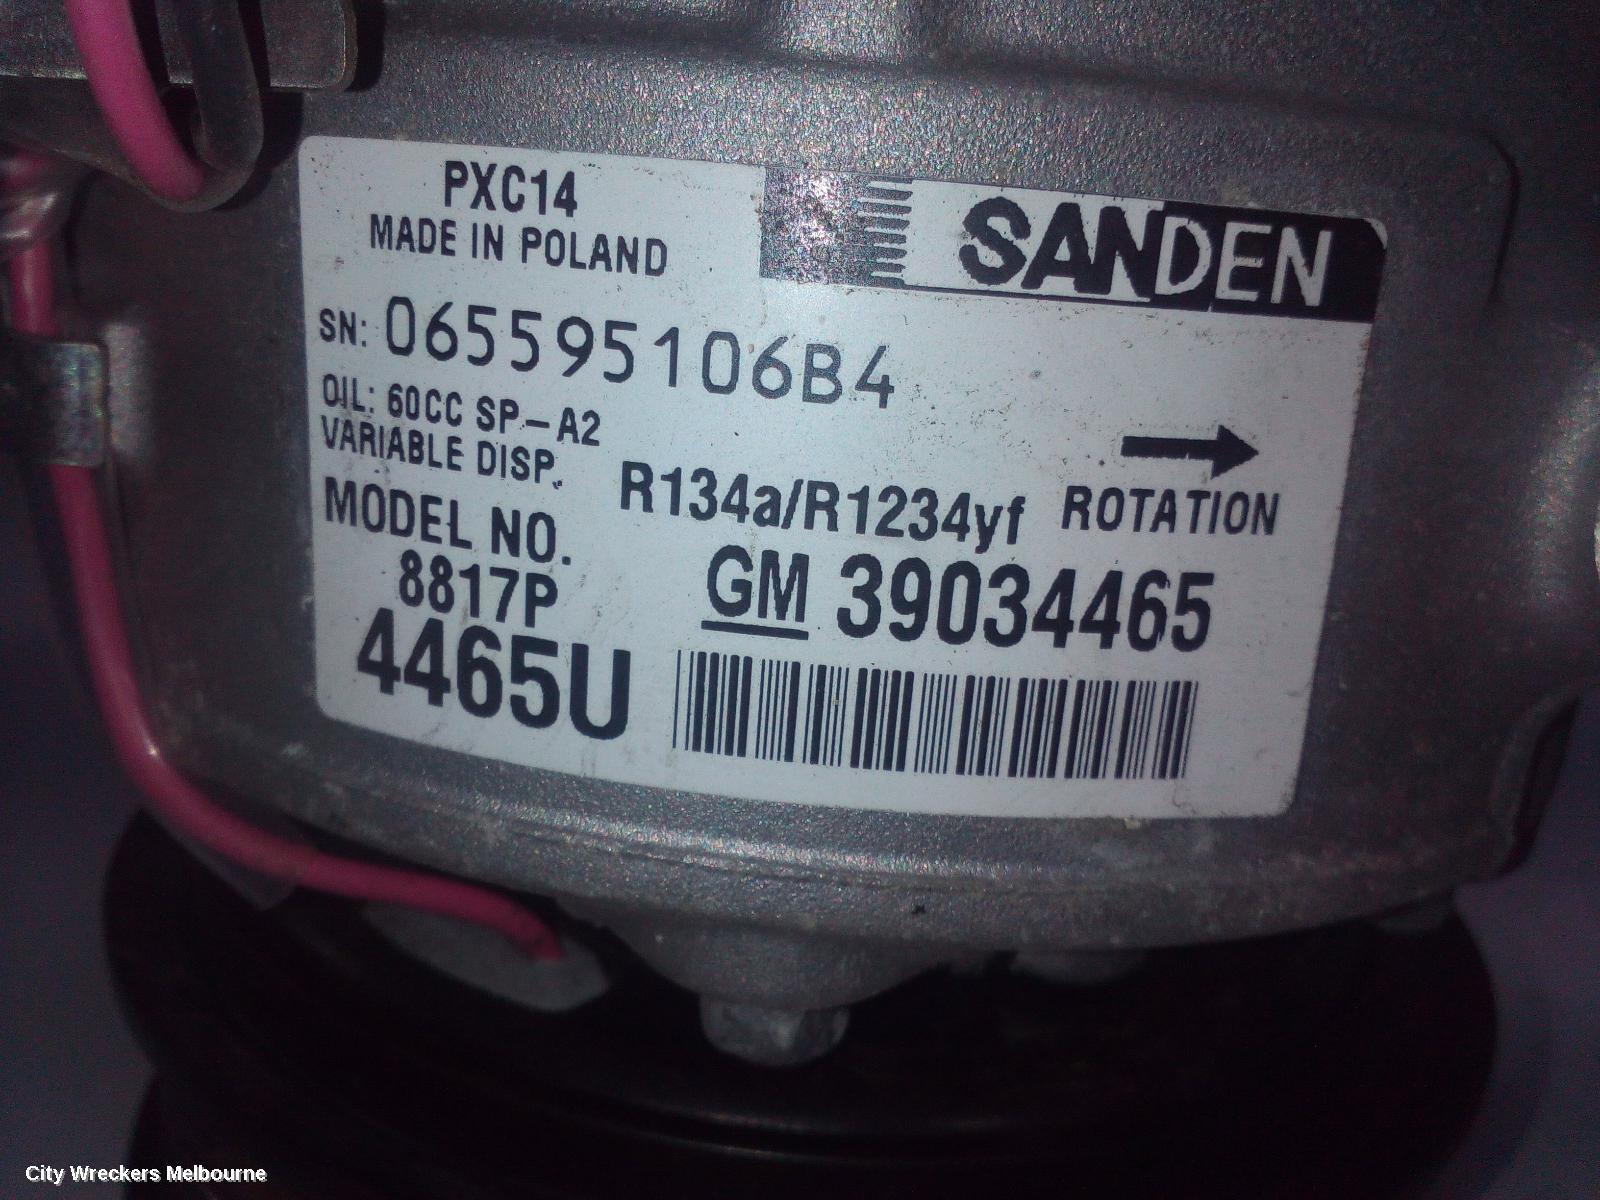 PXC14
MADE IN POLAND
SANDEN
SN: 065595106B4
OIL: 60CC SP-A2
VARIABLE DISP.
R134a/R1234yf
ROTATION
MODEL NO.
8817P
4465U
GM 39034465
City Wreckers Melbourne